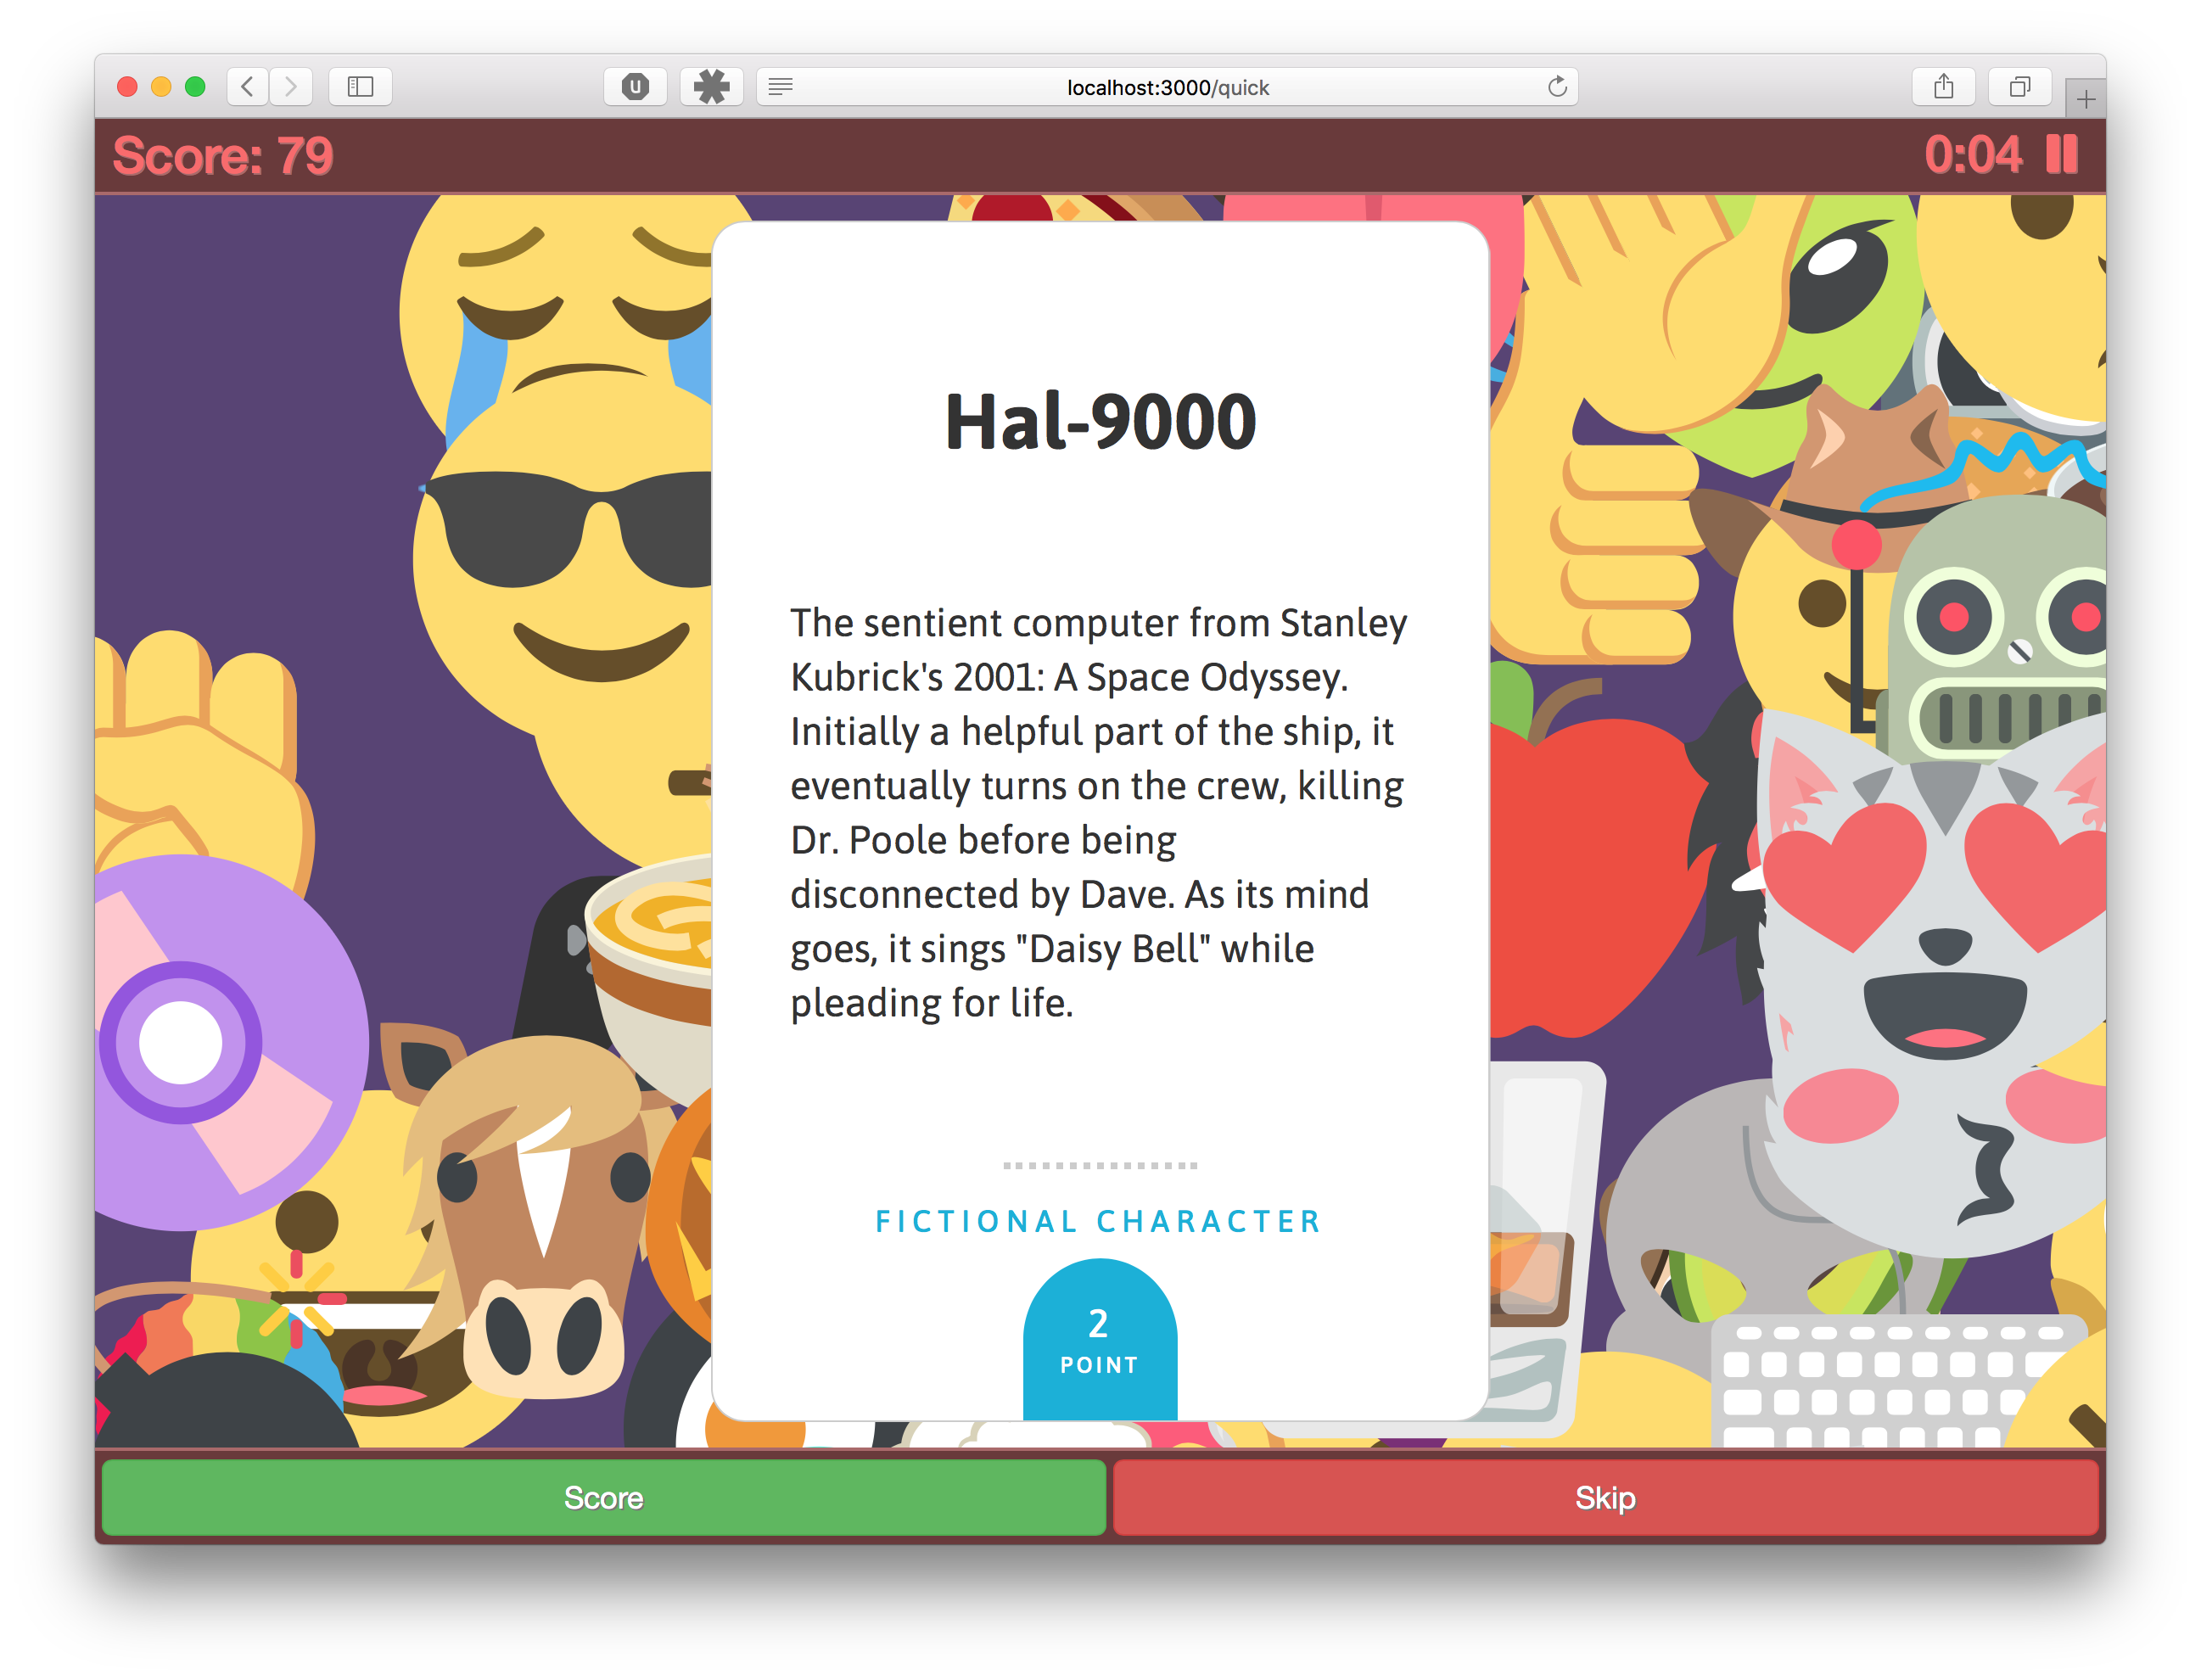 localhost:3000/quick
Score: 79
0:04
Hal-9000
The sentient computer from Stanley
Kubrick's 2001: A Space Odyssey.
Initially a helpful part of the ship, it
eventually turns on the crew, killing
Dr. Poole before being
disconnected by Dave. As its mind
goes, it sings "Daisy Bell" while
pleading for life.
FICTIONAL CHARACTER
2
POINT
Score
Skip